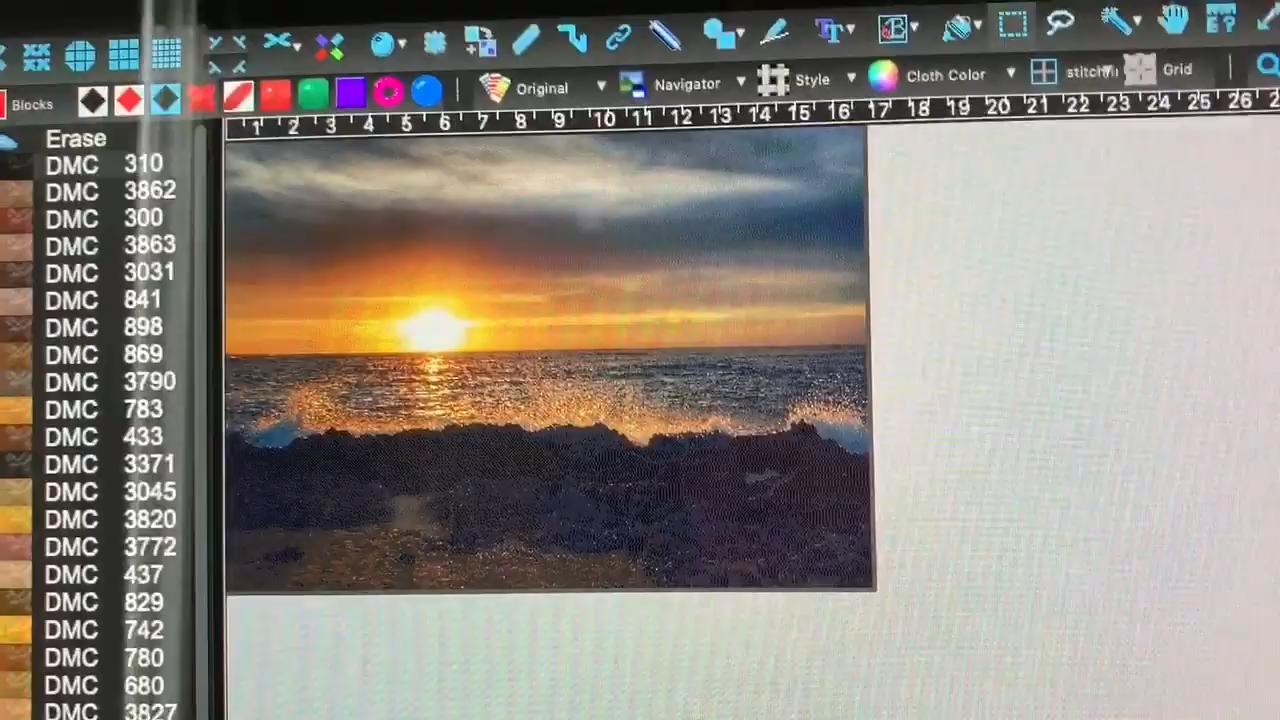 Blocks Original Navigator Style Cloth Color Grid
1 2 3 4 5 6 7 8 9 10 11 12 13 14 15 16 17 18 19 20 21 22 23 24 25 26
Erase
DMC 310
DMC 3862
DMC 300
DMC 3863
DMC 3031
DMC 841
DMC 898
DMC 869
DMC 3790
DMC 783
DMC 433
DMC 3371
DMC 3045
DMC 3820
DMC 3772
DMC 437
DMC 829
DMC 742
DMC 780
DMC 680
DMC 3827